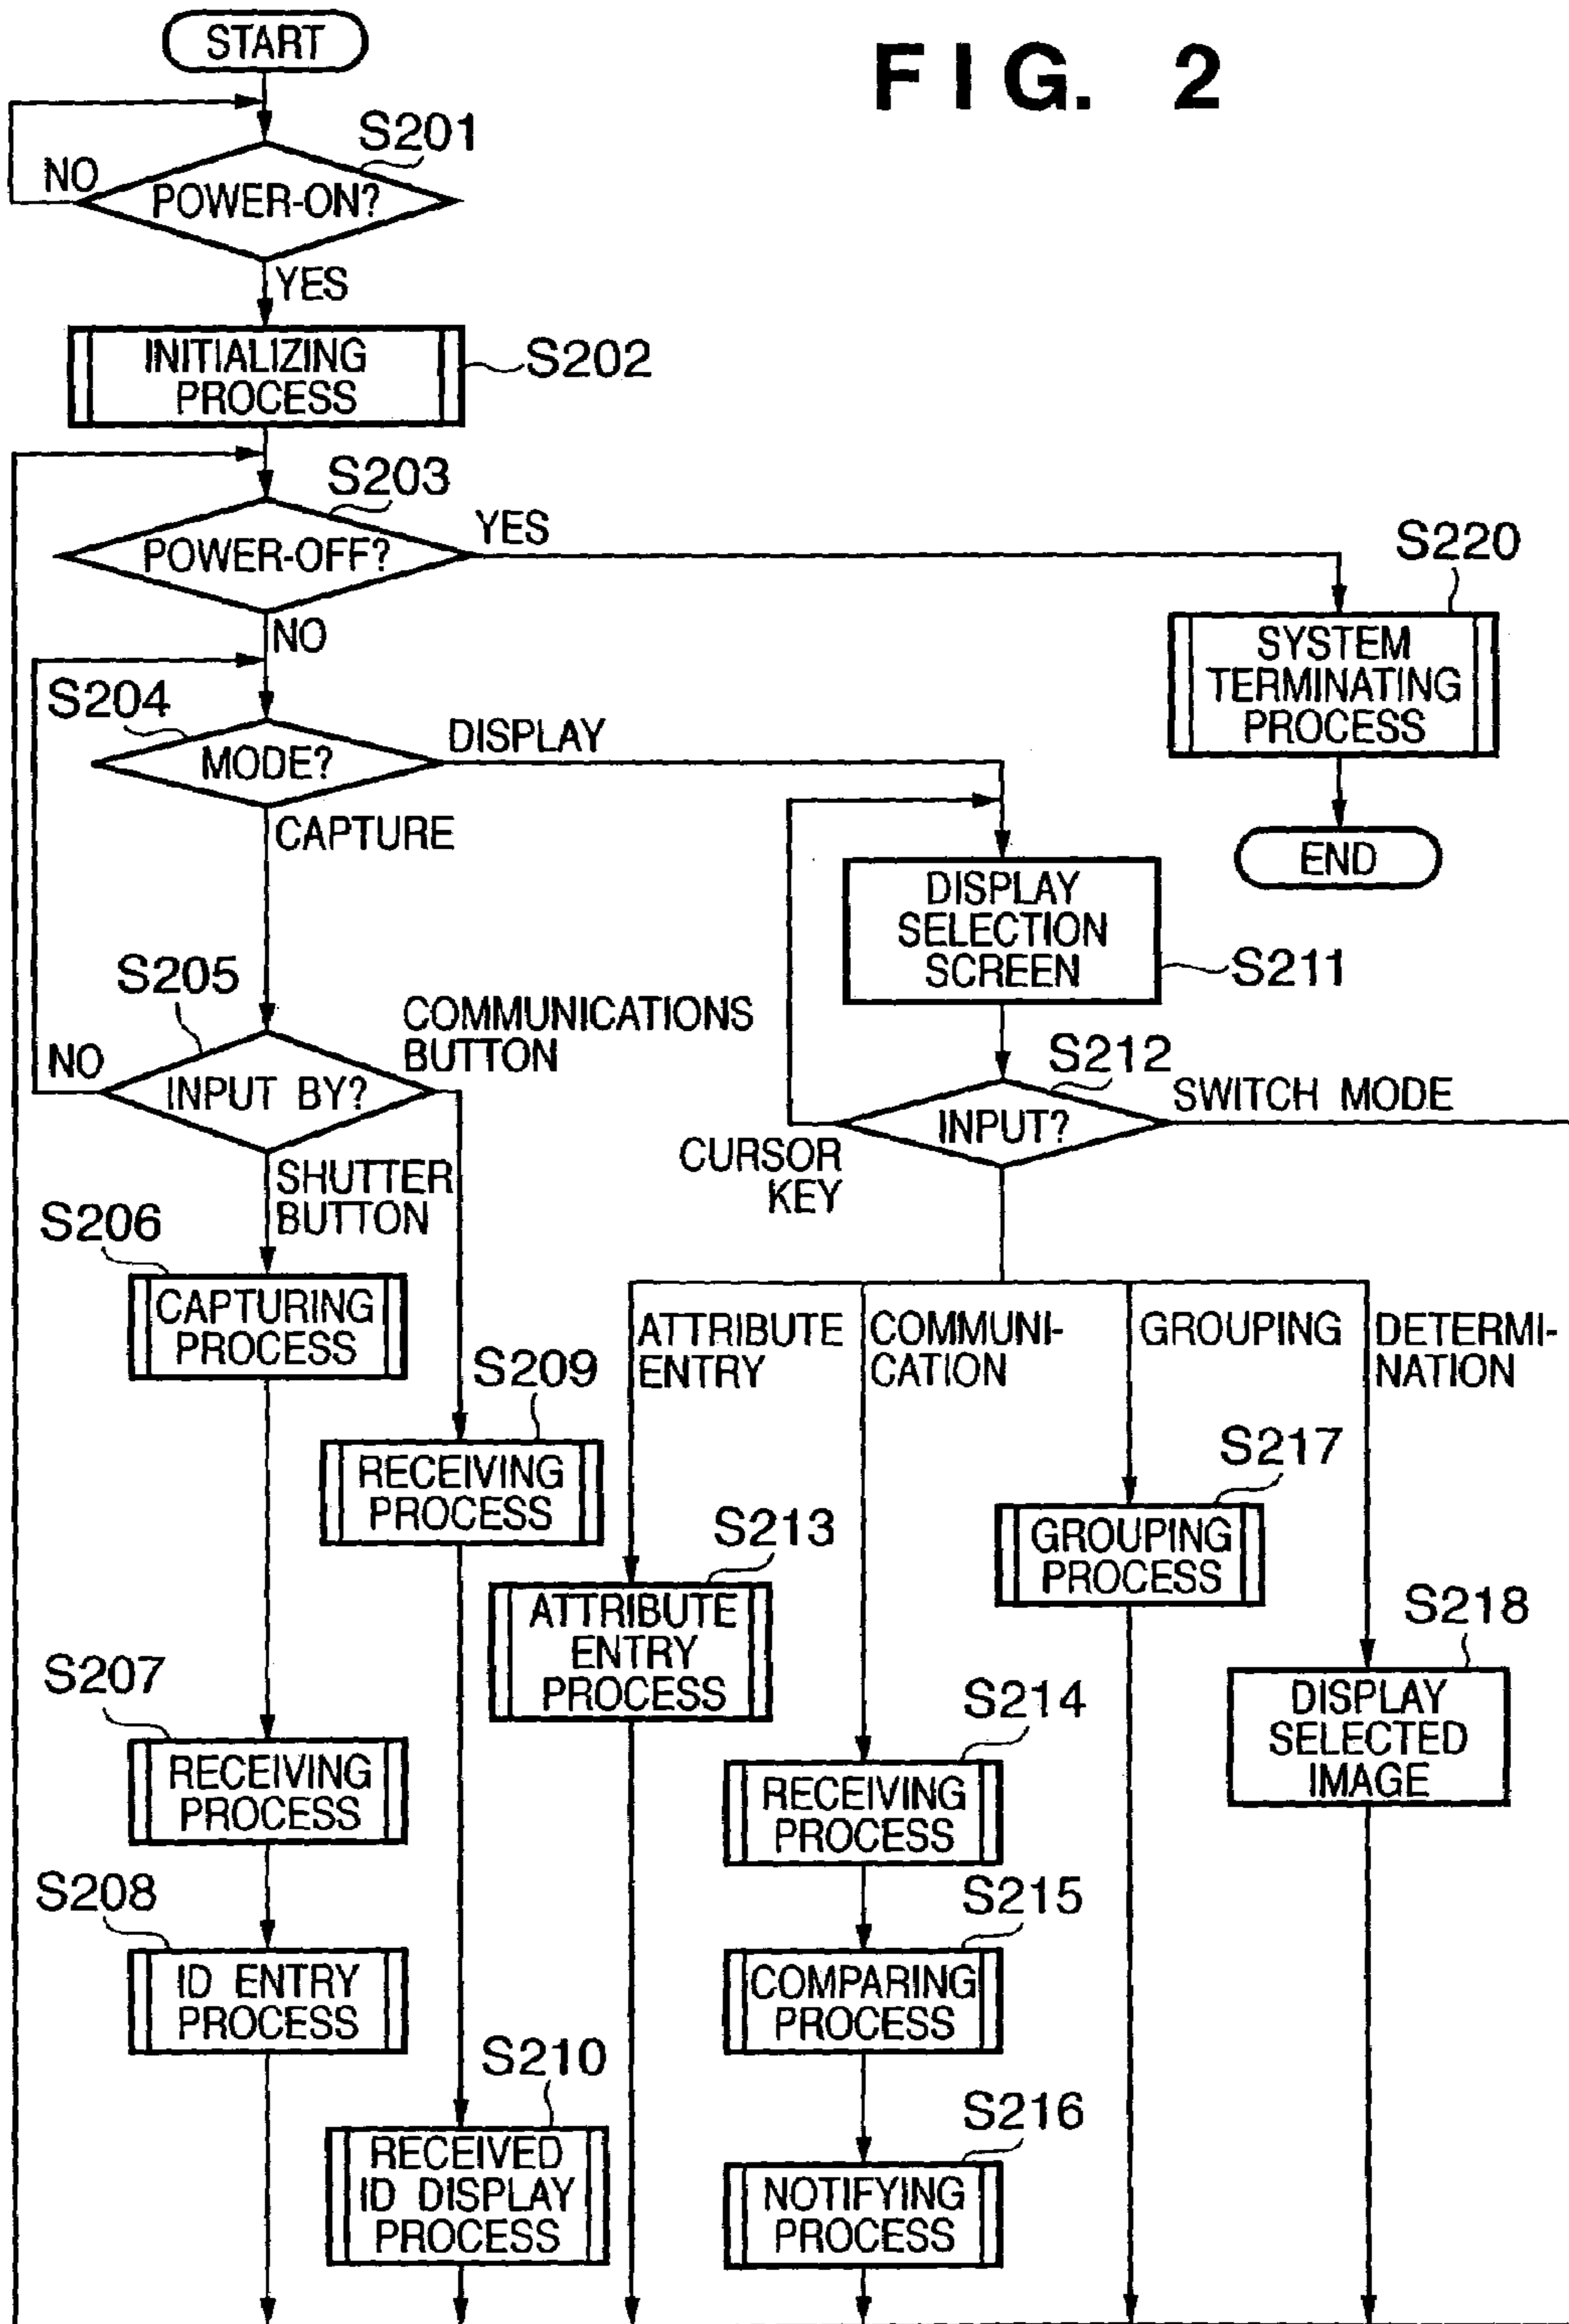 FIG. 2
START
S201
NO
POWER-ON?
YES
INITIALIZING
PROCESS
S202
S203
POWER-OFF?
YES
NO
S220
SYSTEM
TERMINATING
PROCESS
END
S204
MODE?
DISPLAY
CAPTURE
DISPLAY
SELECTION
SCREEN
S211
S205
NO
INPUT BY?
COMMUNICATIONS
BUTTON
SHUTTER
BUTTON
S212
INPUT?
SWITCH MODE
CURSOR
KEY
S206
CAPTURING
PROCESS
S209
RECEIVING
PROCESS
ATTRIBUTE
ENTRY
COMMUNI-
CATION
GROUPING
DETERMI-
NATION
S217
GROUPING
PROCESS
S213
ATTRIBUTE
ENTRY
PROCESS
S218
DISPLAY
SELECTED
IMAGE
S207
RECEIVING
PROCESS
S214
RECEIVING
PROCESS
S208
ID ENTRY
PROCESS
S215
COMPARING
PROCESS
S210
RECEIVED
ID DISPLAY
PROCESS
S216
NOTIFYING
PROCESS